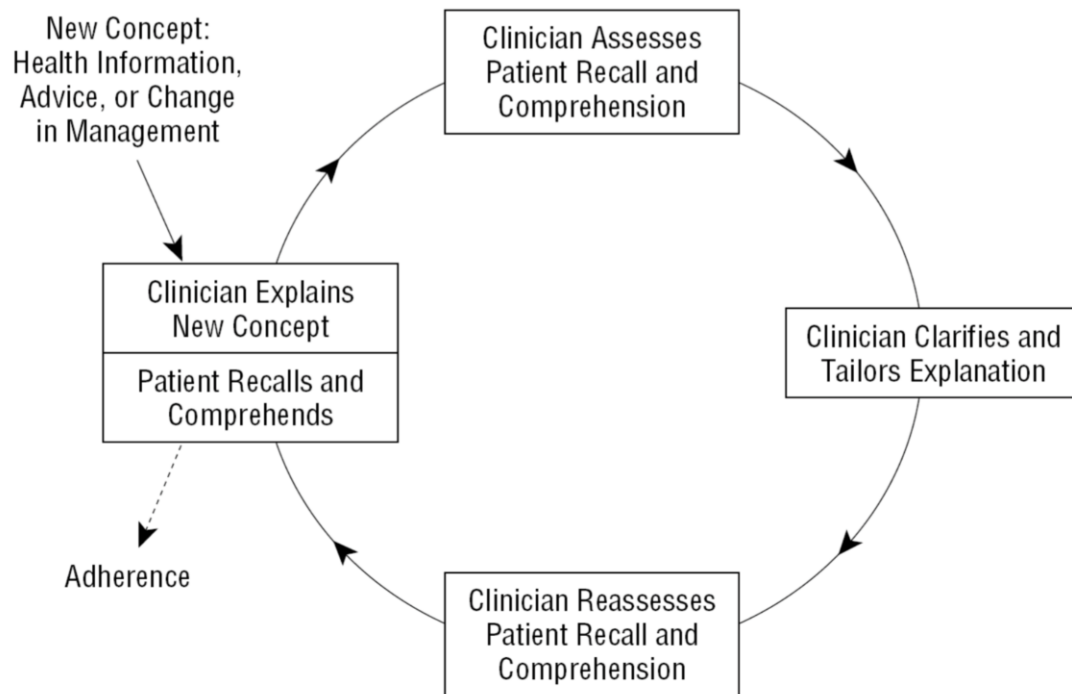 New Concept:
Health Information,
Advice, or Change
in Management
Clinician Assesses
Patient Recall and
Comprehension
Clinician Explains
New Concept
Patient Recalls and
Comprehends
Clinician Clarifies and
Tailors Explanation
Adherence
Clinician Reassesses
Patient Recall and
Comprehension